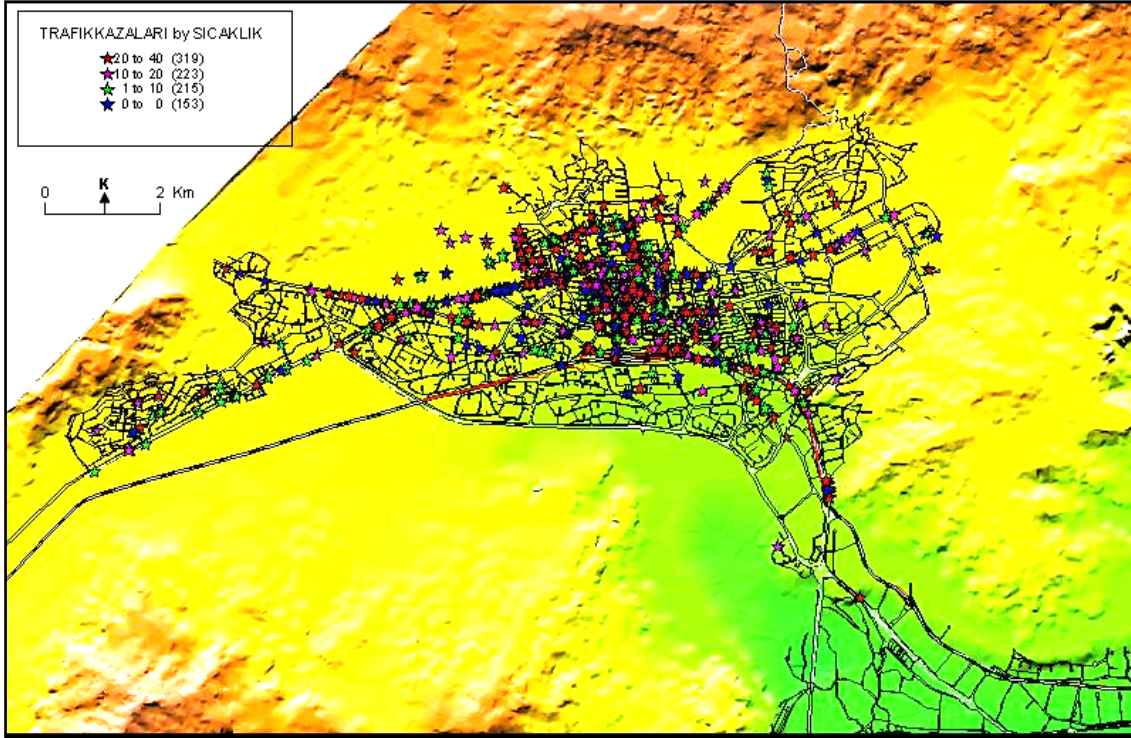 TRAFIKKAZALARI by SICAKLIK
20 to 40 (319)
10 to 20 (223)
1 to 10 (215)
0 to 0 (153)
K
0 2 Km